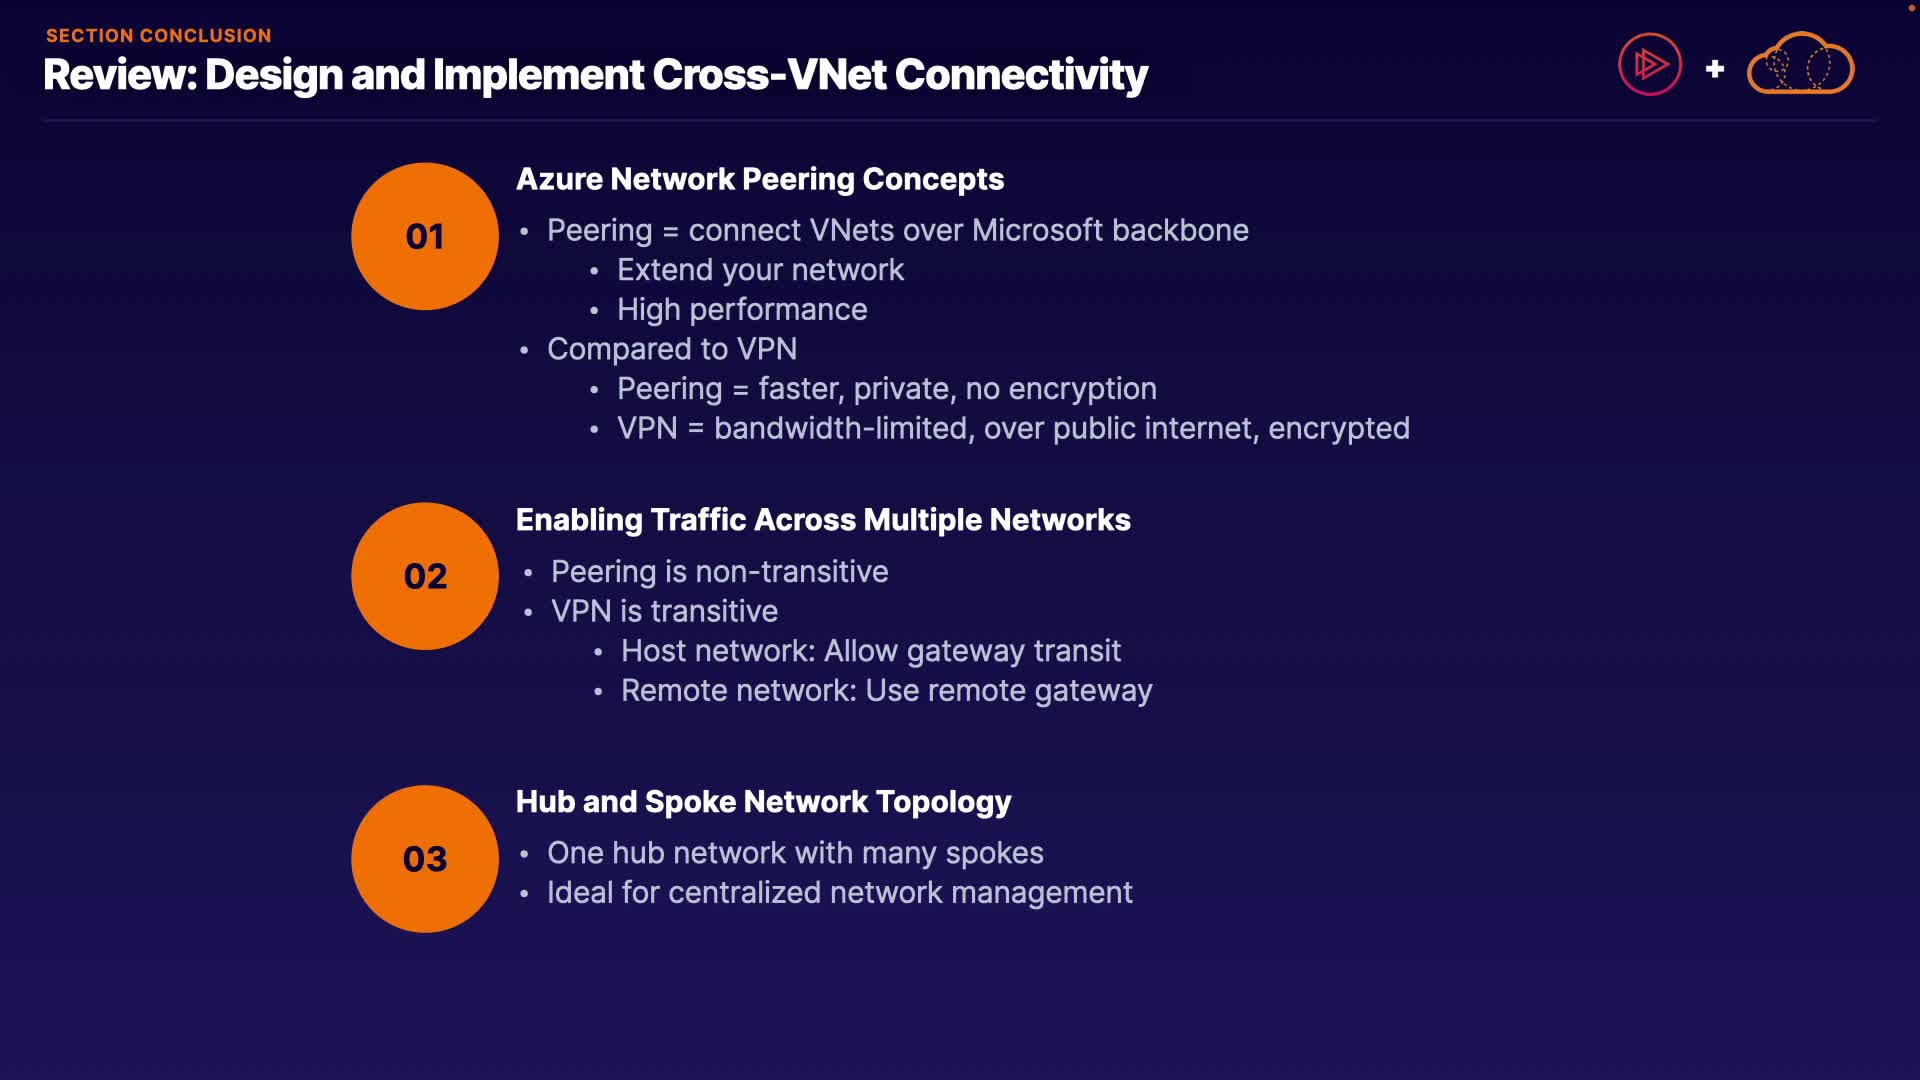 SECTION CONCLUSION
Review: Design and Implement Cross-VNet Connectivity
+
01
Azure Network Peering Concepts
• Peering = connect VNets over Microsoft backbone
• Extend your network
• High performance
• Compared to VPN
• Peering = faster, private, no encryption
• VPN = bandwidth-limited, over public internet, encrypted
02
Enabling Traffic Across Multiple Networks
• Peering is non-transitive
• VPN is transitive
• Host network: Allow gateway transit
• Remote network: Use remote gateway
03
Hub and Spoke Network Topology
• One hub network with many spokes
• Ideal for centralized network management